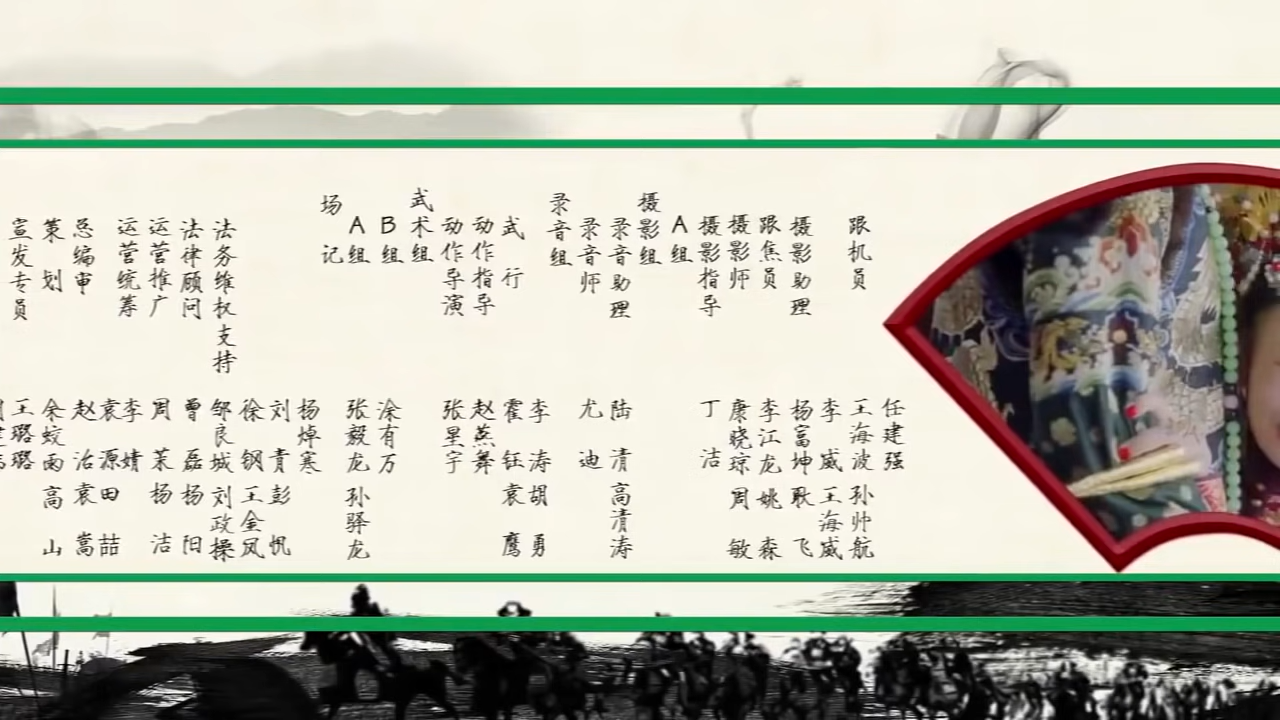 任建强
跟机员 王海波 孙帅航
李威 王海威
摄影助理 杨富坤 耿飞
跟焦员 李江龙 姚森
摄影师 康晓琼 周敏
摄影指导 丁洁
A组
摄影组
录音助理 陆清 高清涛
录音师 尤迪
录音组
李涛 胡勇
武行 霍钰 袁鹰
动作指导 赵燕舞
动作导演 张星宇
武术组
B组 涂有万
A组 张毅龙 孙驿龙
场记
杨焯寒
刘贵 彭帆
徐钢 王金风
法务维权支持 邹良城 刘政操
法律顾问 曾磊 杨阳
运营推广 周茉 杨洁
运营统筹 李婧
袁源 田喆
总编审 赵冶 袁嵩
策划 余蛟雨 高山
宣发专员 王璐璐